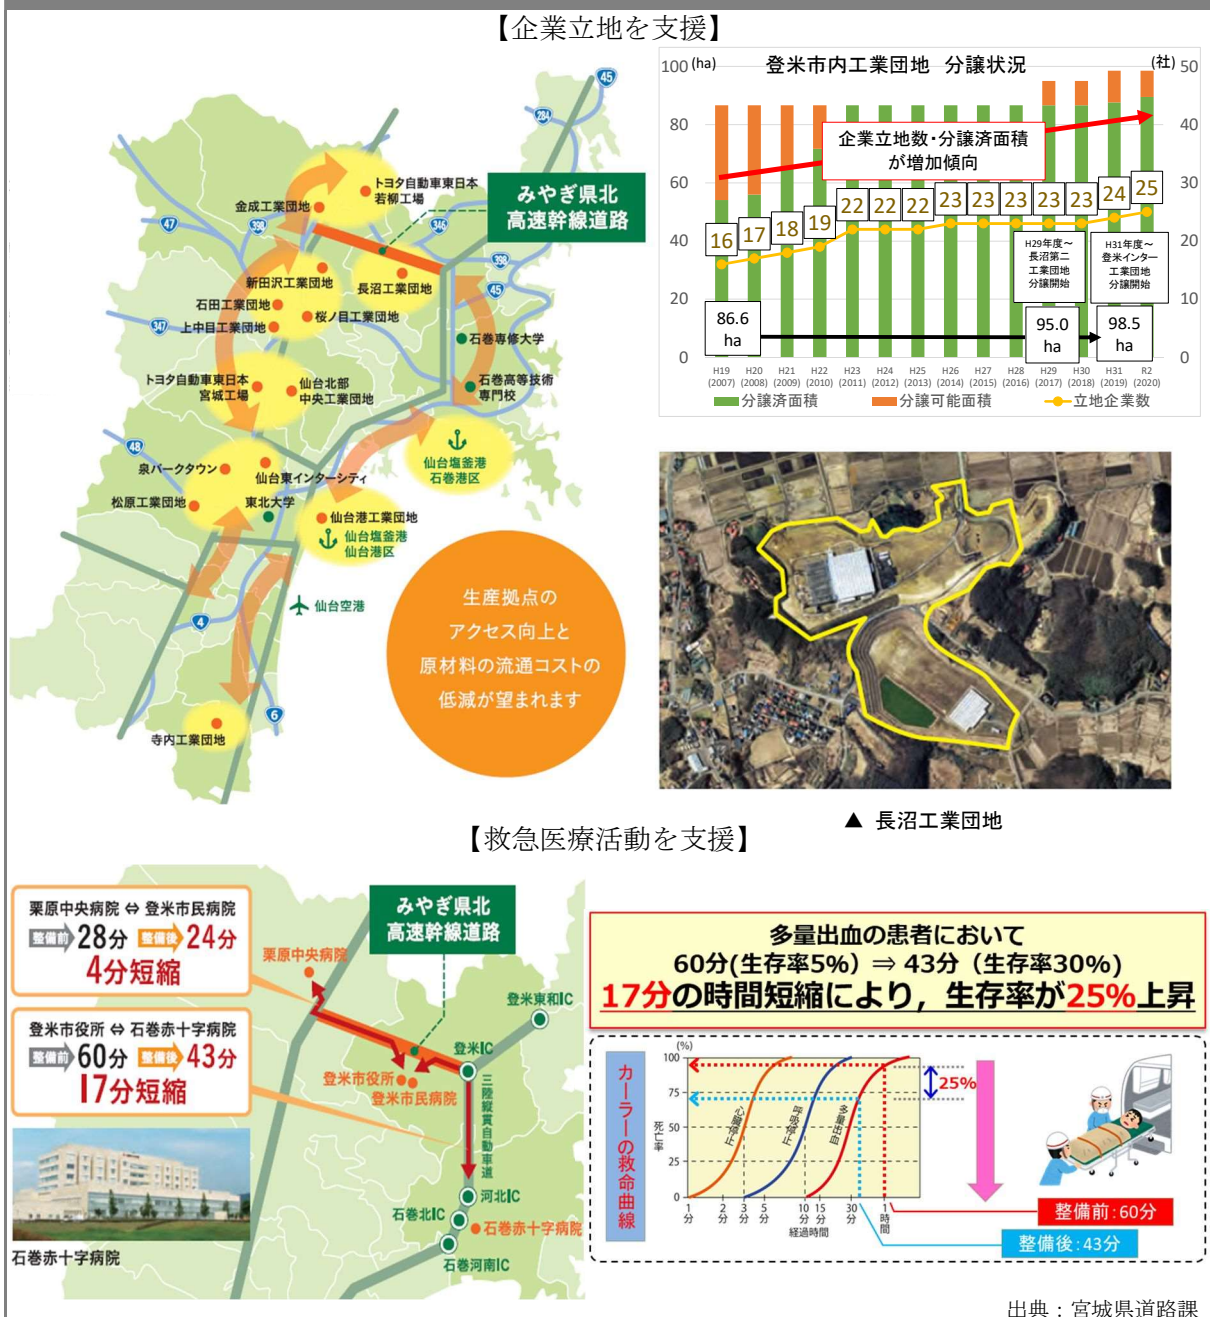 【企業立地を支援】
45
284
トヨタ自動車東日本
若柳工場
みやぎ県北
高速幹線道路
金成工業団地
47
398
346
398
新田沢工業団地
長沼工業団地
45
石田工業団地
桜ノ目工業団地
347
上中目工業団地
石巻専修大学
トヨタ自動車東日本
宮城工場
仙台北部
中央工業団地
石巻高等技術
専門校
48
泉パークタウン
仙台東インターシティ
仙台塩釜港
石巻港区
松原工業団地
東北大学
仙台港工業団地
仙台塩釜港
仙台港区
仙台空港
4
6
寺内工業団地
生産拠点の
アクセス向上と
原材料の流通コストの
低減が望まれます
登米市内工業団地 分譲状況
(ha)
(社)
100
80
60
40
20
0
50
40
30
20
10
0
企業立地数・分譲済面積
が増加傾向
16
17
18
19
22
22
22
23
23
23
23
23
24
25
H29年度～
長沼第二
工業団地
分譲開始
H31年度～
登米インター
工業団地
分譲開始
86.6
ha
95.0
ha
98.5
ha
H19 H20 H21 H22 H23 H24 H25 H26 H27 H28 H29 H30 H31 R2
(2007) (2008) (2009) (2010) (2011) (2012) (2013) (2014) (2015) (2016) (2017) (2018) (2019) (2020)
分譲済面積 分譲可能面積 立地企業数
▲ 長沼工業団地
【救急医療活動を支援】
栗原中央病院 ⇔ 登米市民病院
整備前 28分 整備後 24分
4分短縮
登米市役所 ⇔ 石巻赤十字病院
整備前 60分 整備後 43分
17分短縮
石巻赤十字病院
みやぎ県北
高速幹線道路
栗原中央病院
登米東和IC
登米IC
登米市役所
登米市民病院
三陸縦貫自動車道
河北IC
石巻北IC
石巻赤十字病院
石巻河南IC
多量出血の患者において
60分(生存率5%) ⇒ 43分（生存率30%)
17分の時間短縮により，生存率が25%上昇
カーラーの救命曲線
(%)
100
75
50
25
0
死亡率
心臓停止
呼吸停止
多量出血
25%
1分 2分 3分 5分 10分 15分 30分 1時間
経過時間
整備前：60分
整備後：43分
出典：宮城県道路課